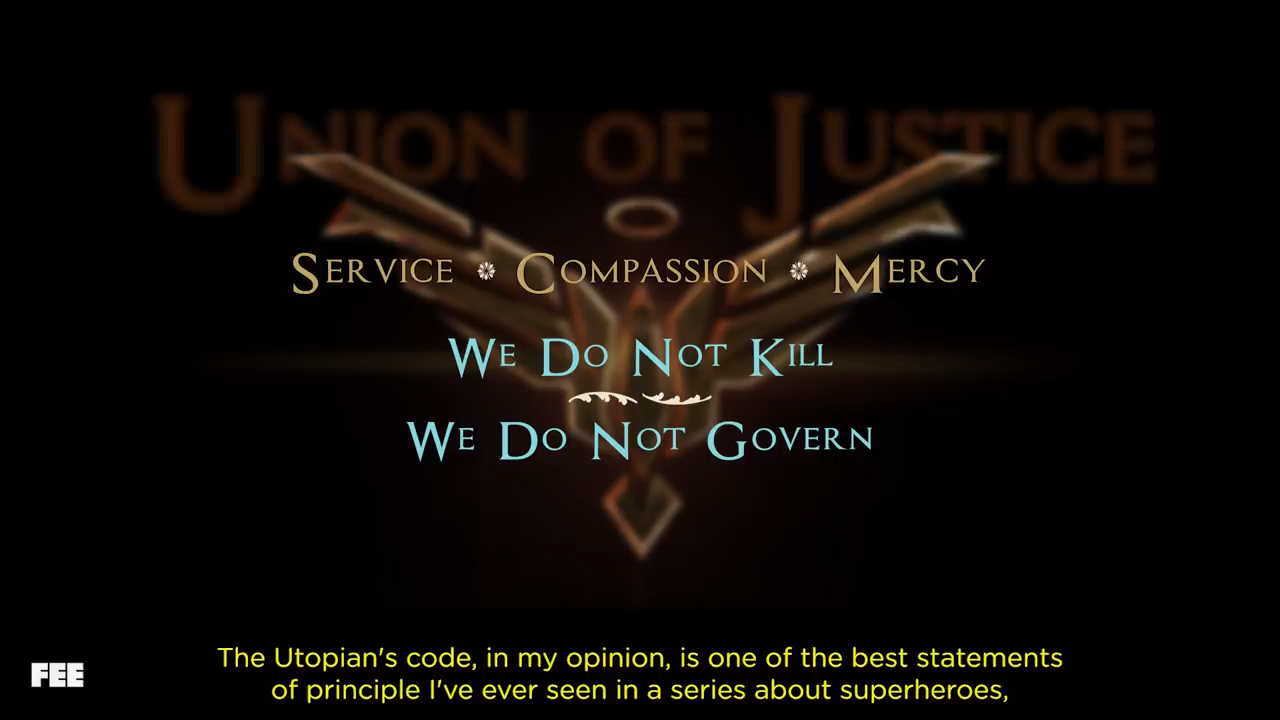 Union of Justice
Service * Compassion * Mercy
We Do Not Kill
We Do Not Govern
The Utopian's code, in my opinion, is one of the best statements
of principle I've ever seen in a series about superheroes,
FEE